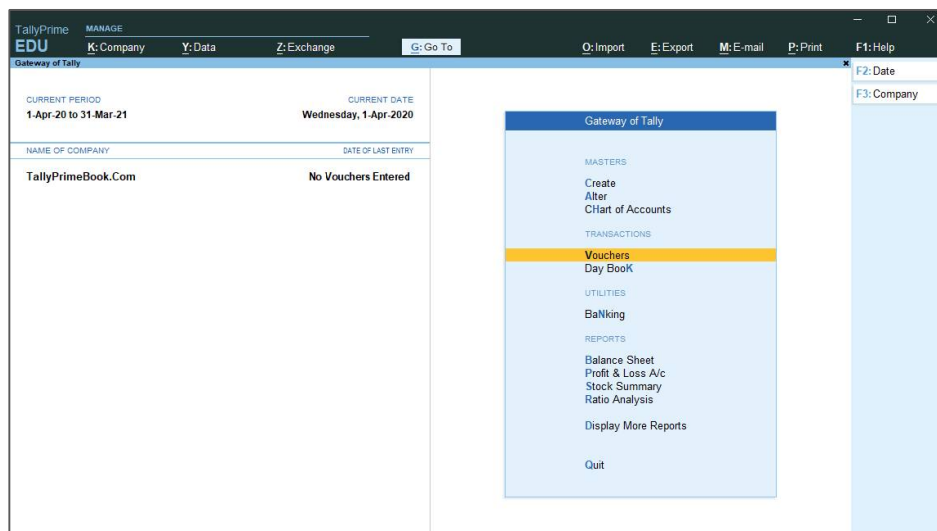 TallyPrime
EDU
MANAGE
K: Company Y: Data Z: Exchange G: Go To O: Import E: Export M: E-mail P: Print F1: Help
Gateway of Tally
F2: Date
F3: Company
CURRENT PERIOD CURRENT DATE
1-Apr-20 to 31-Mar-21 Wednesday, 1-Apr-2020
NAME OF COMPANY DATE OF LAST ENTRY
TallyPrimeBook.Com No Vouchers Entered
Gateway of Tally
MASTERS
Create
Alter
CHart of Accounts
TRANSACTIONS
Vouchers
Day BooK
UTILITIES
BaNking
REPORTS
Balance Sheet
Profit & Loss A/c
Stock Summary
Ratio Analysis
Display More Reports
Quit